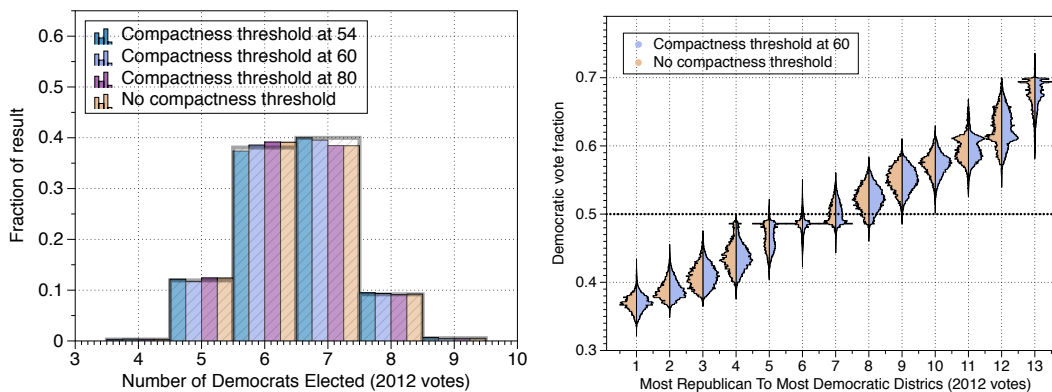 0.6
0.5
0.4
0.3
0.2
0.1
0
Fraction of result
Compactness threshold at 54
Compactness threshold at 60
Compactness threshold at 80
No compactness threshold
3 4 5 6 7 8 9 10
Number of Democrats Elected (2012 votes)
0.7
0.6
0.5
0.4
0.3
Democratic vote fraction
Compactness threshold at 60
No compactness threshold
1 2 3 4 5 6 7 8 9 10 11 12 13
Most Republican To Most Democratic Districs (2012 votes)